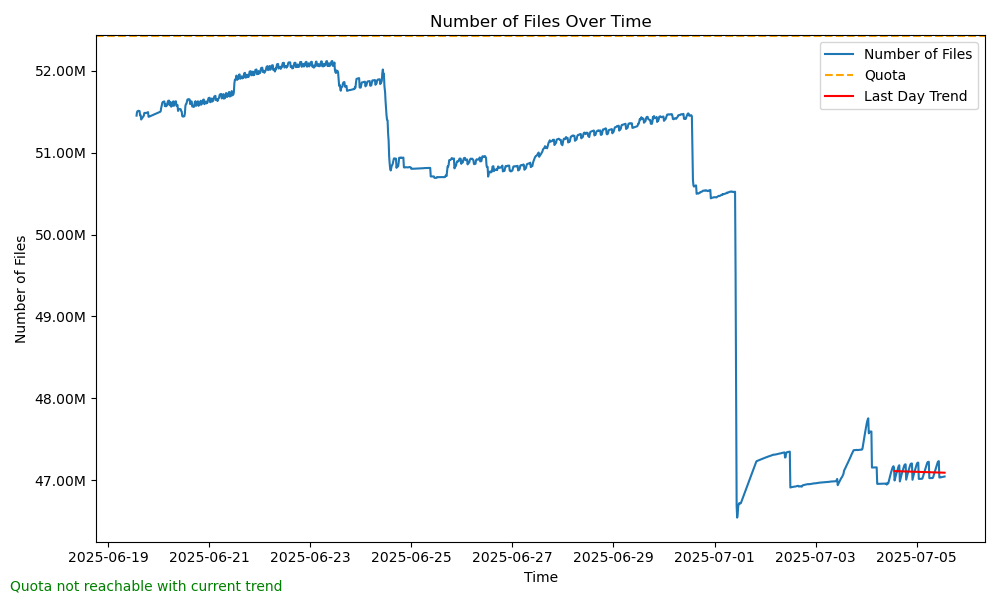 Number of Files Over Time
Number of Files
Quota
Last Day Trend
52.00M
51.00M
50.00M
49.00M
48.00M
47.00M
Number of Files
2025-06-19
2025-06-21
2025-06-23
2025-06-25
2025-06-27
2025-06-29
2025-07-01
2025-07-03
2025-07-05
Time
Quota not reachable with current trend